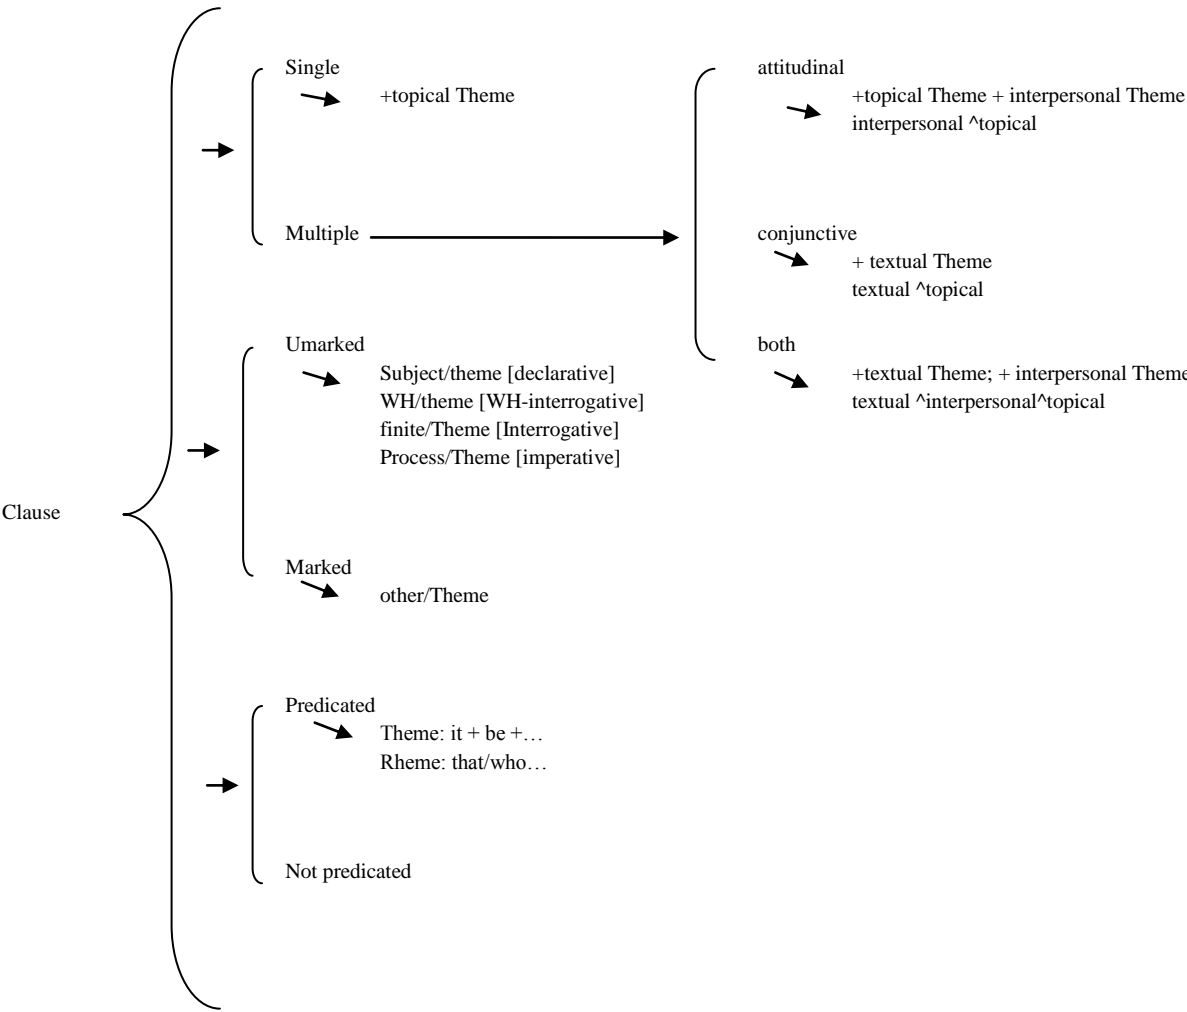 Single
+topical Theme
Multiple
attitudinal
+topical Theme + interpersonal Theme
interpersonal ^topical
conjunctive
+ textual Theme
textual ^topical
both
+textual Theme; + interpersonal Theme
textual ^interpersonal^topical
Umarked
Subject/theme [declarative]
WH/theme [WH-interrogative]
finite/Theme [Interrogative]
Process/Theme [imperative]
Clause
Marked
other/Theme
Predicated
Theme: it + be +…
Rheme: that/who…
Not predicated